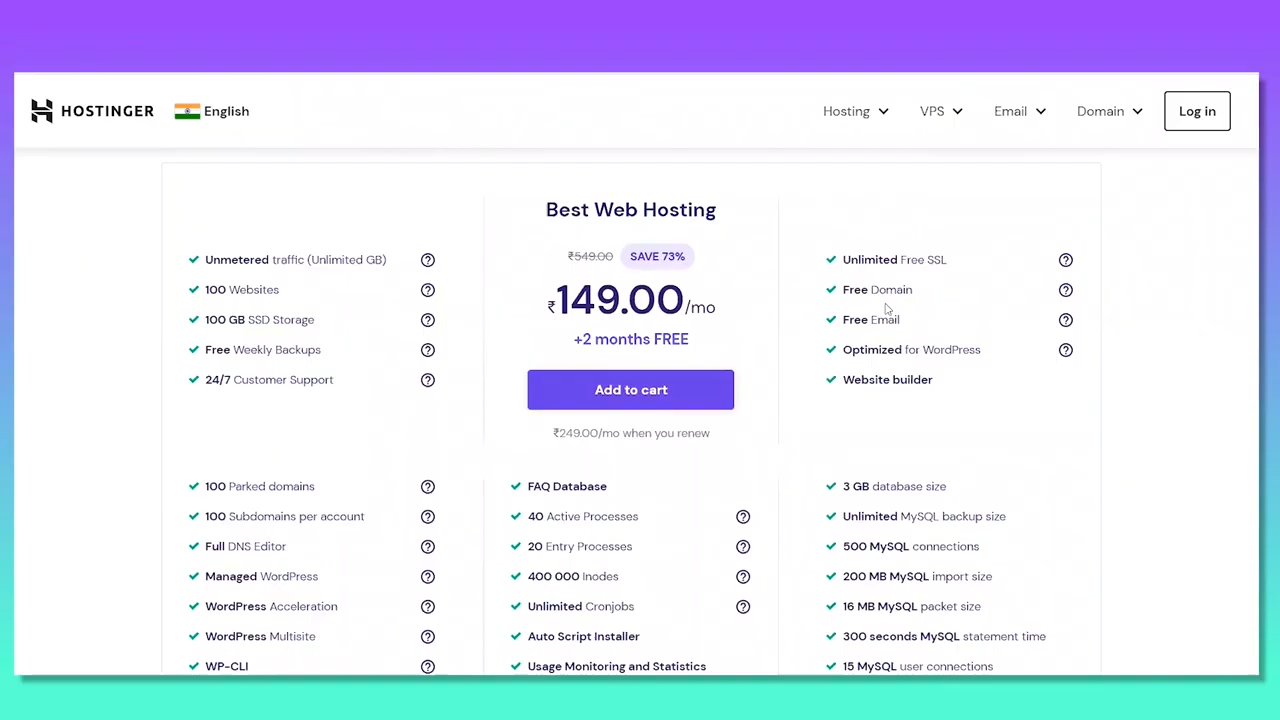 HOSTINGER English Hosting VPS Email Domain Log in
Best Web Hosting
₹549.00 SAVE 73%
₹149.00/mo
+2 months FREE
Add to cart
₹249.00/mo when you renew
Unmetered traffic (Unlimited GB)
100 Websites
100 GB SSD Storage
Free Weekly Backups
24/7 Customer Support
Unlimited Free SSL
Free Domain
Free Email
Optimized for WordPress
Website builder
100 Parked domains
100 Subdomains per account
Full DNS Editor
Managed WordPress
WordPress Acceleration
WordPress Multisite
WP-CLI
FAQ Database
40 Active Processes
20 Entry Processes
400 000 Inodes
Unlimited Cronjobs
Auto Script Installer
Usage Monitoring and Statistics
3 GB database size
Unlimited MySQL backup size
500 MySQL connections
200 MB MySQL import size
16 MB MySQL packet size
300 seconds MySQL statement time
15 MySQL user connections